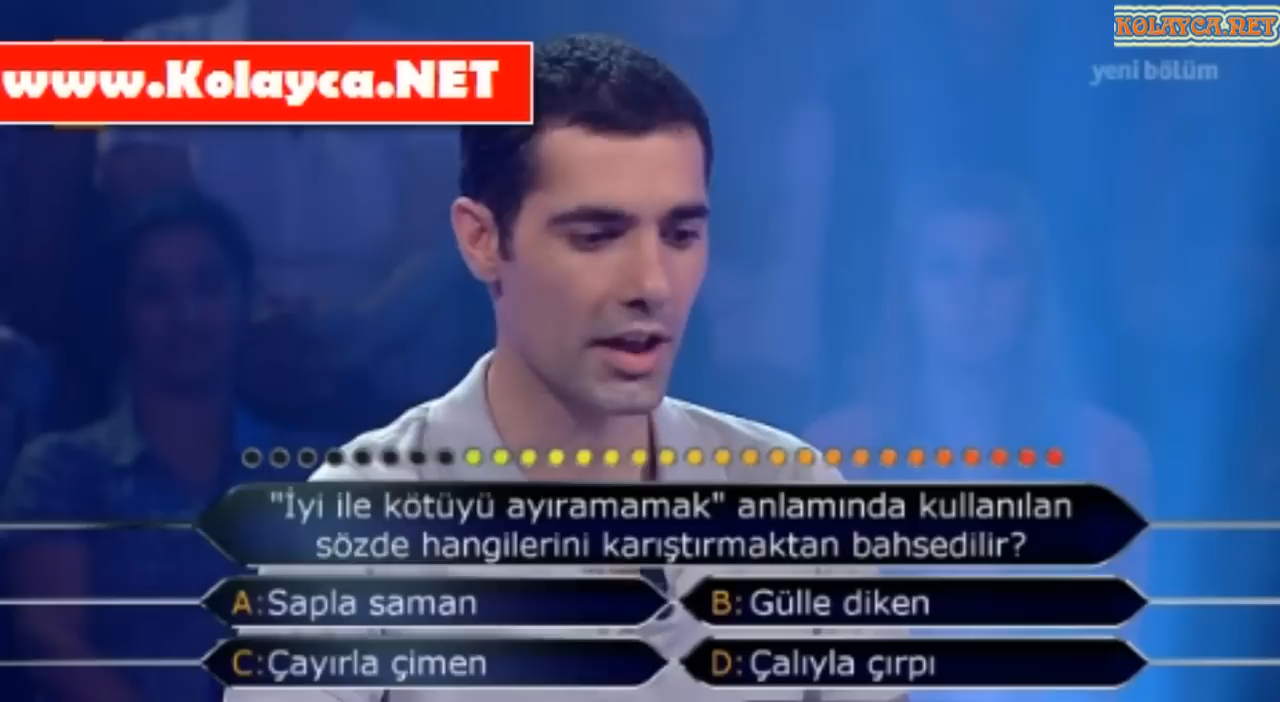 KOLAYCA.NET
www.Kolayca.NET
yeni bölüm
"İyi ile kötüyü ayıramamak" anlamında kullanılan
sözde hangilerini karıştırmaktan bahsedilir?
A: Sapla saman
B: Gülle diken
C: Çayırla çimen
D: Çalıyla çırpı